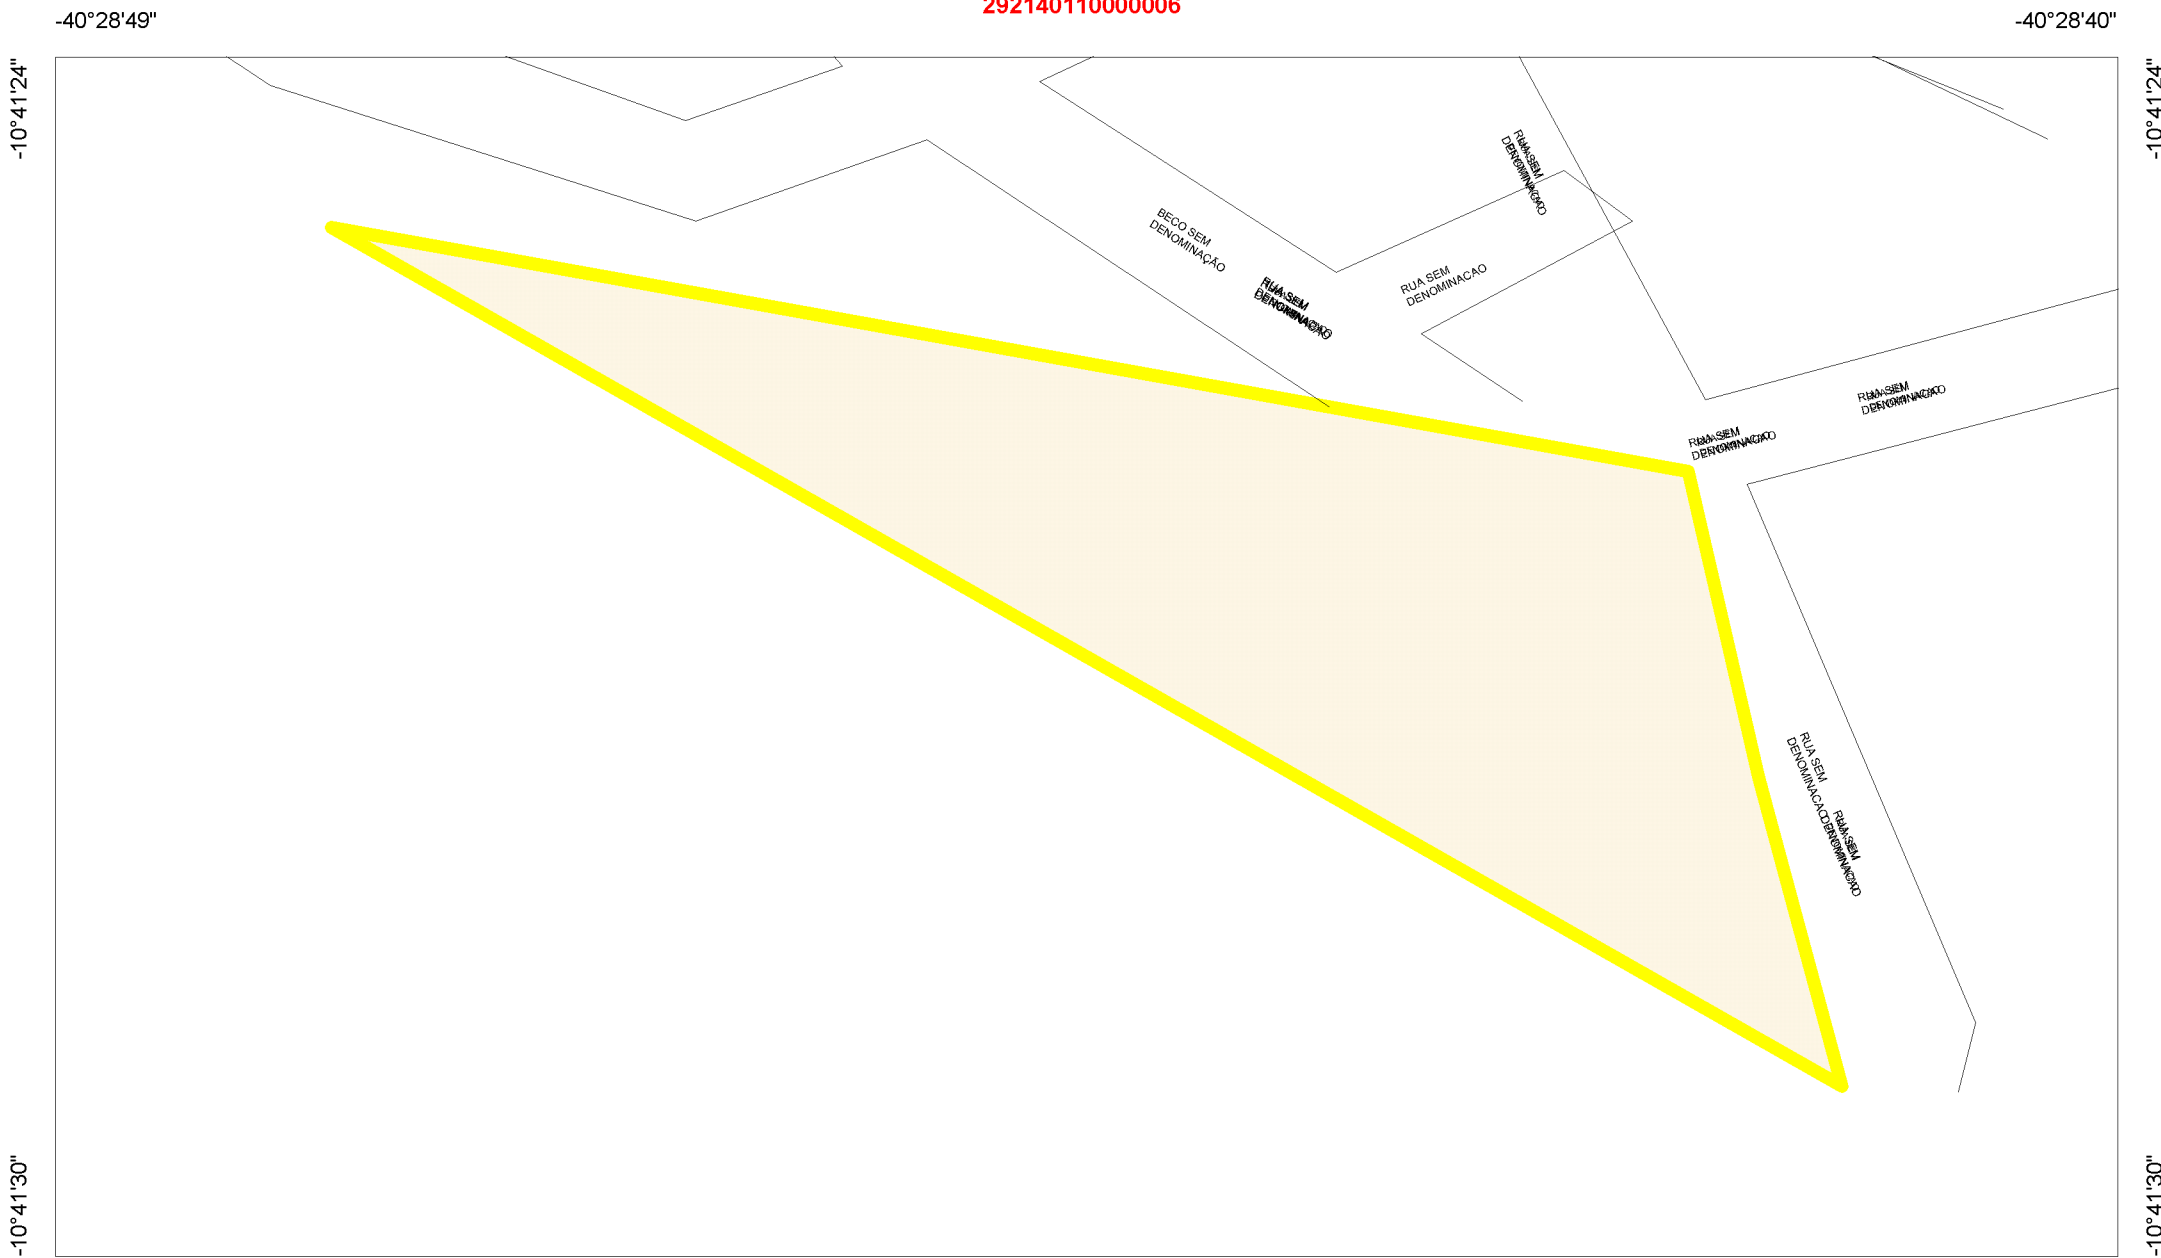 292140110000006
-40°28'49"
-40°28'40"
-10°41'24"
-10°41'24"
RUA SEM
DENOMINACAO
BECO SEM
DENOMINAÇÃO
RUA SEM
DENOMINACAO
RUA SEM
DENOMINACAO
RUA SEM
DENOMINACAO
RUA SEM
DENOMINACAO
RUA SEM
DENOMINACAO
RUA SEM
DENOMINACAO
-10°41'30"
-10°41'30"